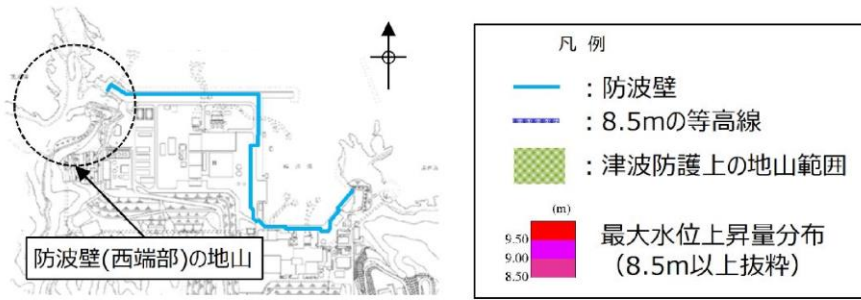 防波壁(西端部)の地山
凡 例
：防波壁
：8.5mの等高線
：津波防護上の地山範囲
(m)
9.50
9.00
8.50
最大水位上昇量分布
（8.5m以上抜粋）